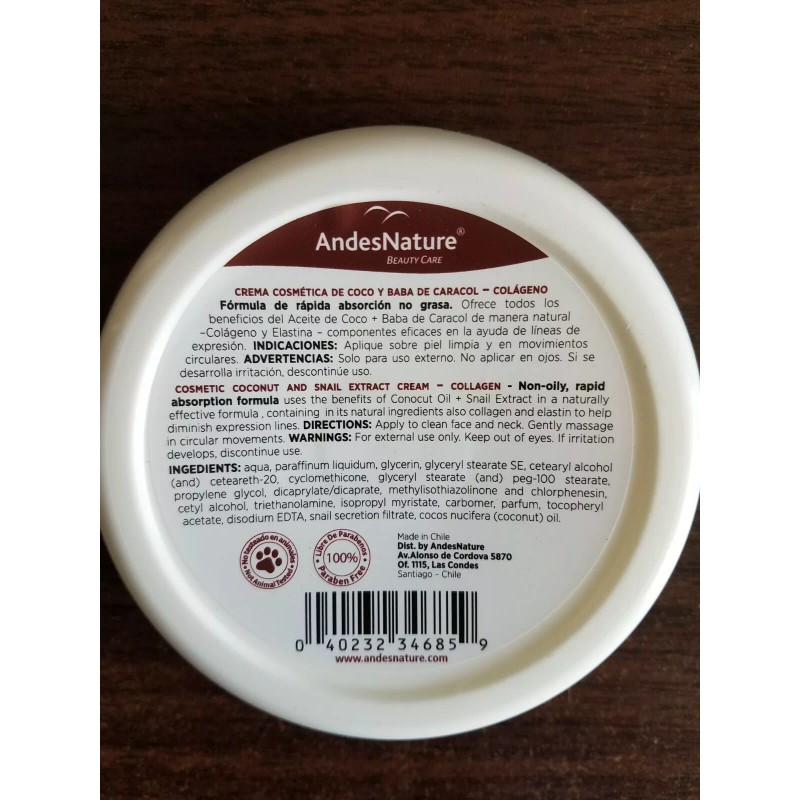 AndesNature®
BEAUTY CARE
CREMA COSMÉTICA DE COCO Y BABA DE CARACOL – COLÁGENO
Fórmula de rápida absorción no grasa. Ofrece todos los
beneficios del Aceite de Coco + Baba de Caracol de manera natural
–Colágeno y Elastina – componentes eficaces en la ayuda de líneas de
expresión. INDICACIONES: Aplique sobre piel limpia y en movimientos
circulares. ADVERTENCIAS: Solo para uso externo. No aplicar en ojos. Si se
desarrolla irritación, descontinúe uso.
COSMETIC COCONUT AND SNAIL EXTRACT CREAM – COLLAGEN - Non-oily, rapid
absorption formula uses the benefits of Conocut Oil + Snail Extract in a naturally
effective formula , containing in its natural ingredients also collagen and elastin to help
diminish expression lines. DIRECTIONS: Apply to clean face and neck. Gently massage
in circular movements. WARNINGS: For external use only. Keep out of eyes. If irritation
develops, discontinue use.
INGEDIENTS: aqua, paraffinum liquidum, glycerin, glyceryl stearate SE, cetearyl alcohol
(and) ceteareth-20, cyclomethicone, glyceryl stearate (and) peg-100 stearate,
propylene glycol, dicaprylate/dicaprate, methylisothiazolinone and chlorphenesin,
cetyl alcohol, triethanolamine, isopropyl myristate, carbomer, parfum, tocopheryl
acetate, disodium EDTA, snail secretion filtrate, cocos nucifera (coconut) oil.
No testeado en animales
Not Animal Tested
Libre De Parabenos
100%
Paraben Free
Made in Chile
Dist. by AndesNature
Av.Alonso de Cordova 5870
Of. 1115, Las Condes
Santiago - Chile
0 40232 34685 9
www.andesnature.com